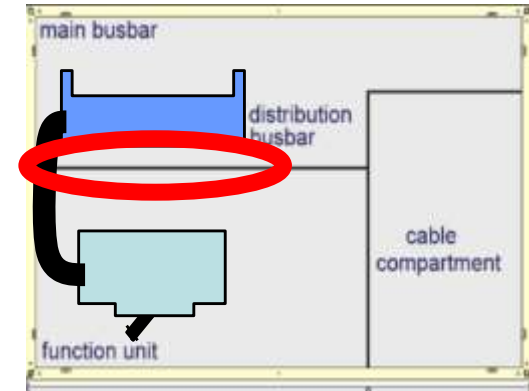 main busbar
distribution
busbar
cable
compartment
function unit